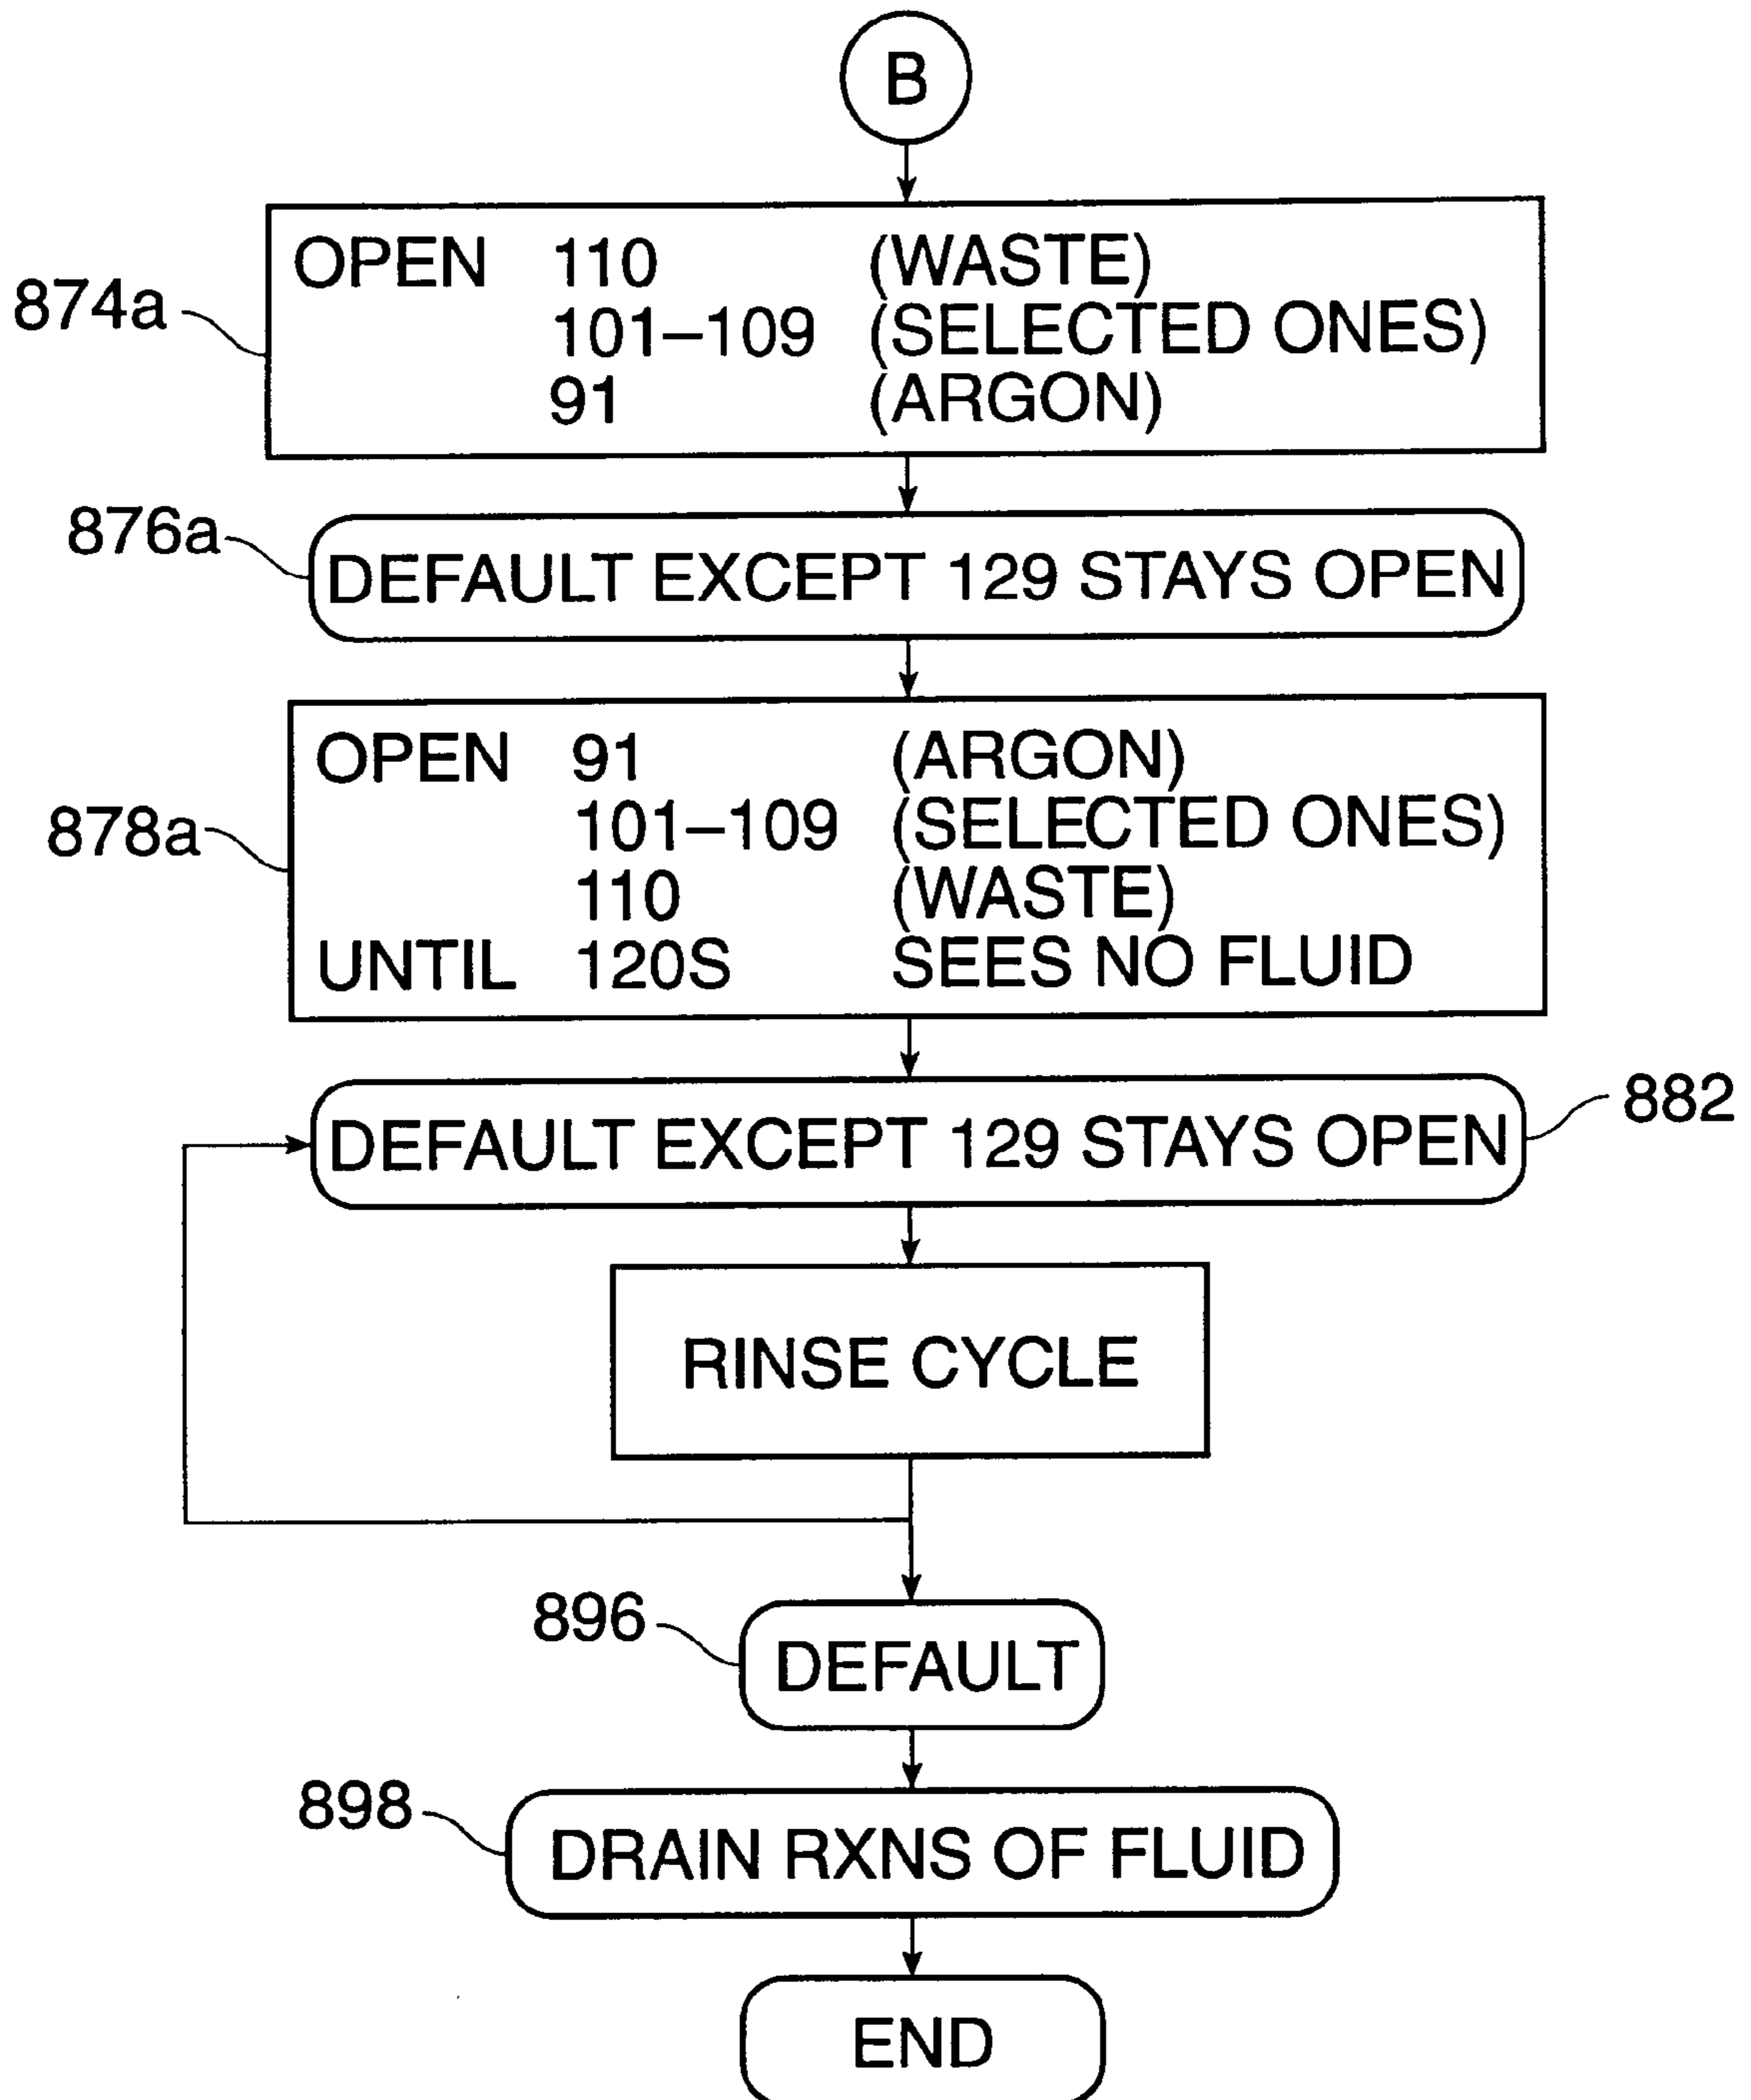 B
874a
OPEN 110 (WASTE)
101–109 (SELECTED ONES)
91 (ARGON)
876a
DEFAULT EXCEPT 129 STAYS OPEN
878a
OPEN 91 (ARGON)
101–109 (SELECTED ONES)
110 (WASTE)
UNTIL 120S SEES NO FLUID
882
DEFAULT EXCEPT 129 STAYS OPEN
RINSE CYCLE
896
DEFAULT
898
DRAIN RXNS OF FLUID
END